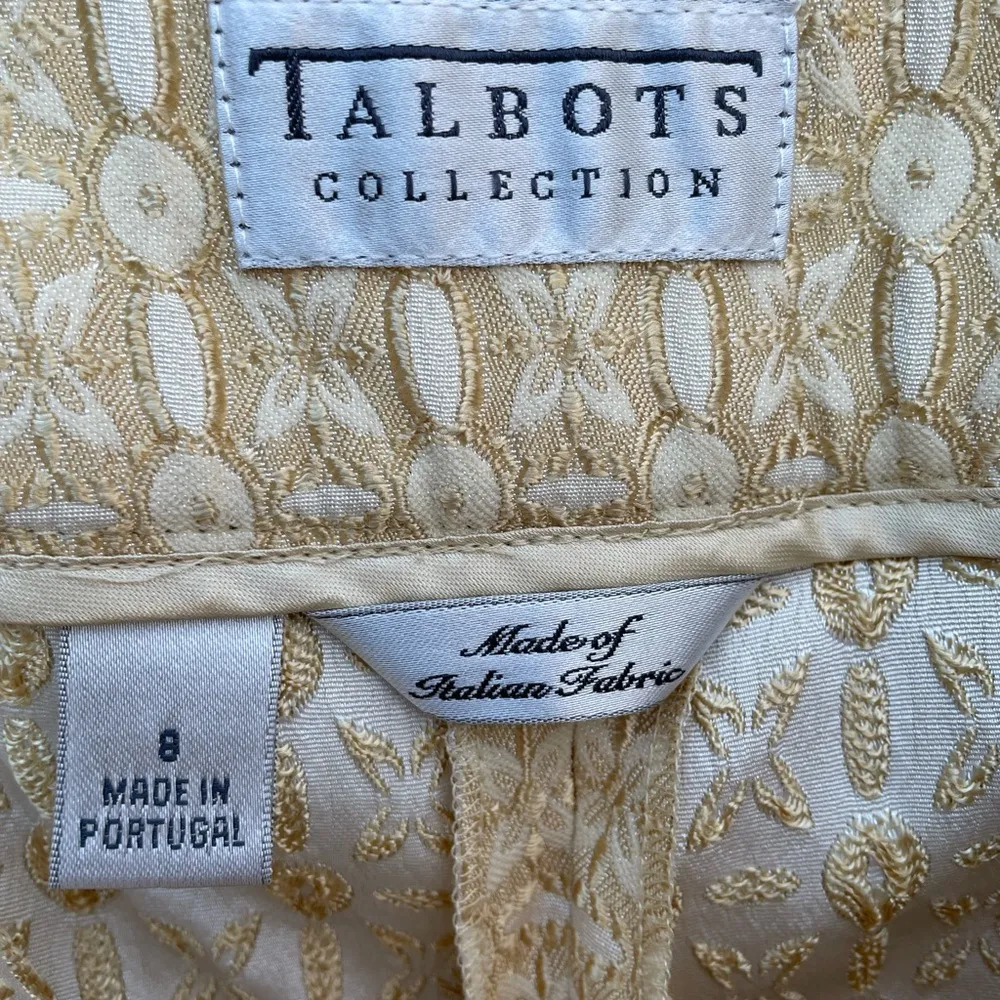 TALBOTS
COLLECTION
Made of
Italian Fabric
8
MADE IN
PORTUGAL